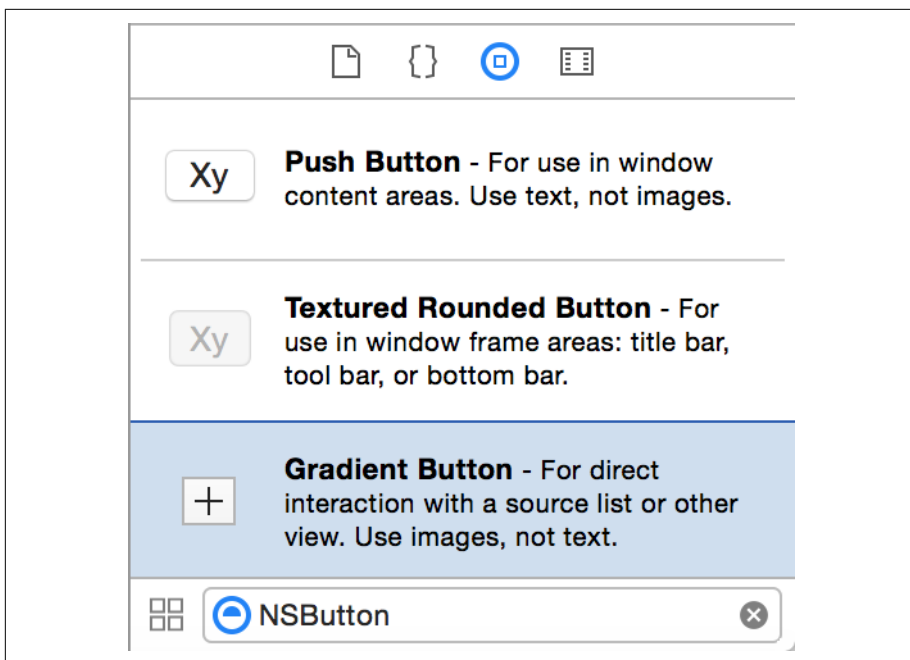 Xy
Push Button - For use in window
content areas. Use text, not images.
Xy
Textured Rounded Button - For
use in window frame areas: title bar,
tool bar, or bottom bar.
Gradient Button - For direct
interaction with a source list or other
view. Use images, not text.
NSButton